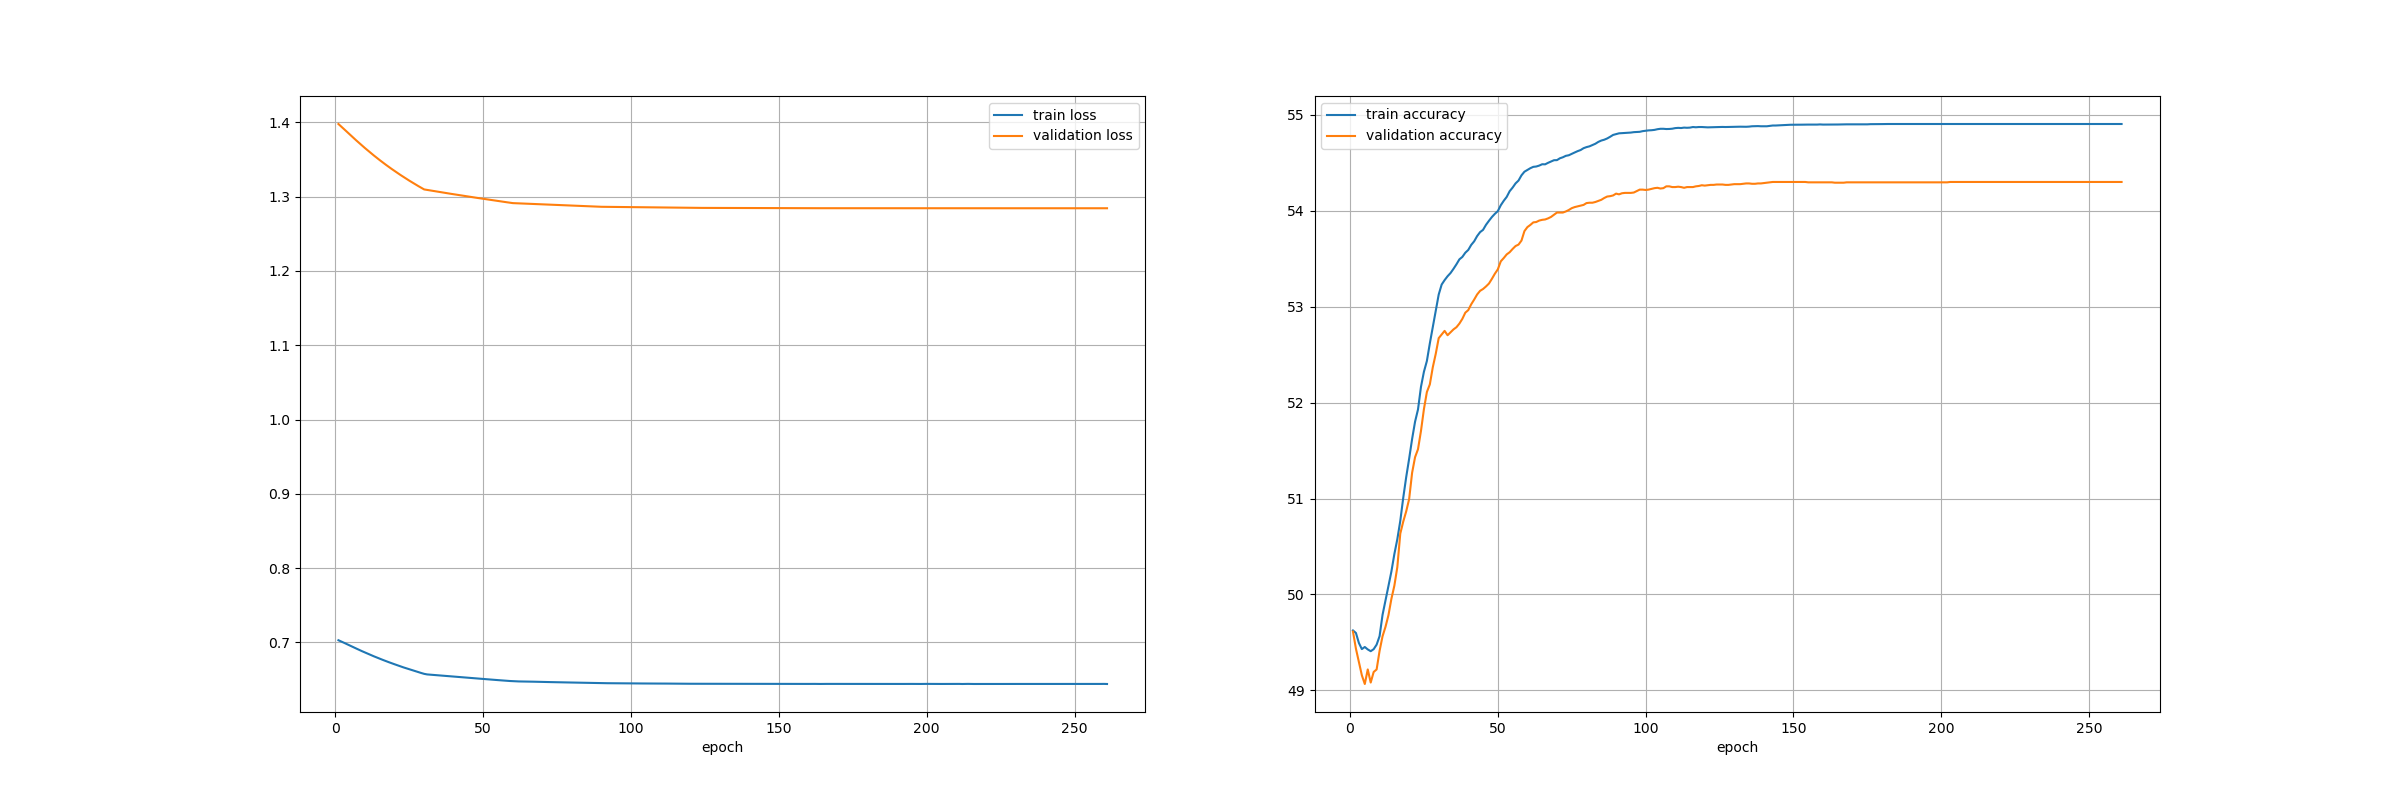 1.4
1.3
1.2
1.1
1.0
0.9
0.8
0.7
0 50 100 150 200 250
epoch
train loss
validation loss
55
54
53
52
51
50
49
0 50 100 150 200 250
epoch
train accuracy
validation accuracy